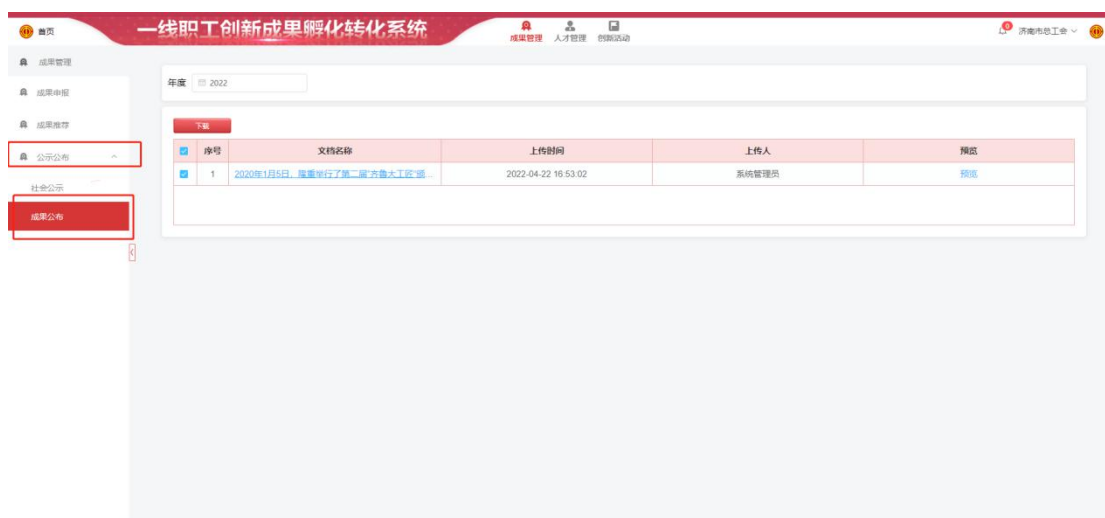 首页
一线职工创新成果孵化转化系统
成果管理 人才管理 创新活动
0 济南市总工会
成果管理
成果申报
成果推荐
公示公布
社会公示
成果公布
年度 2022
下载
序号 文档名称 上传时间 上传人 预览
1 2020年1月5日，隆重举行了第二届“齐鲁大工匠”颁... 2022-04-22 16:53:02 系统管理员 预览